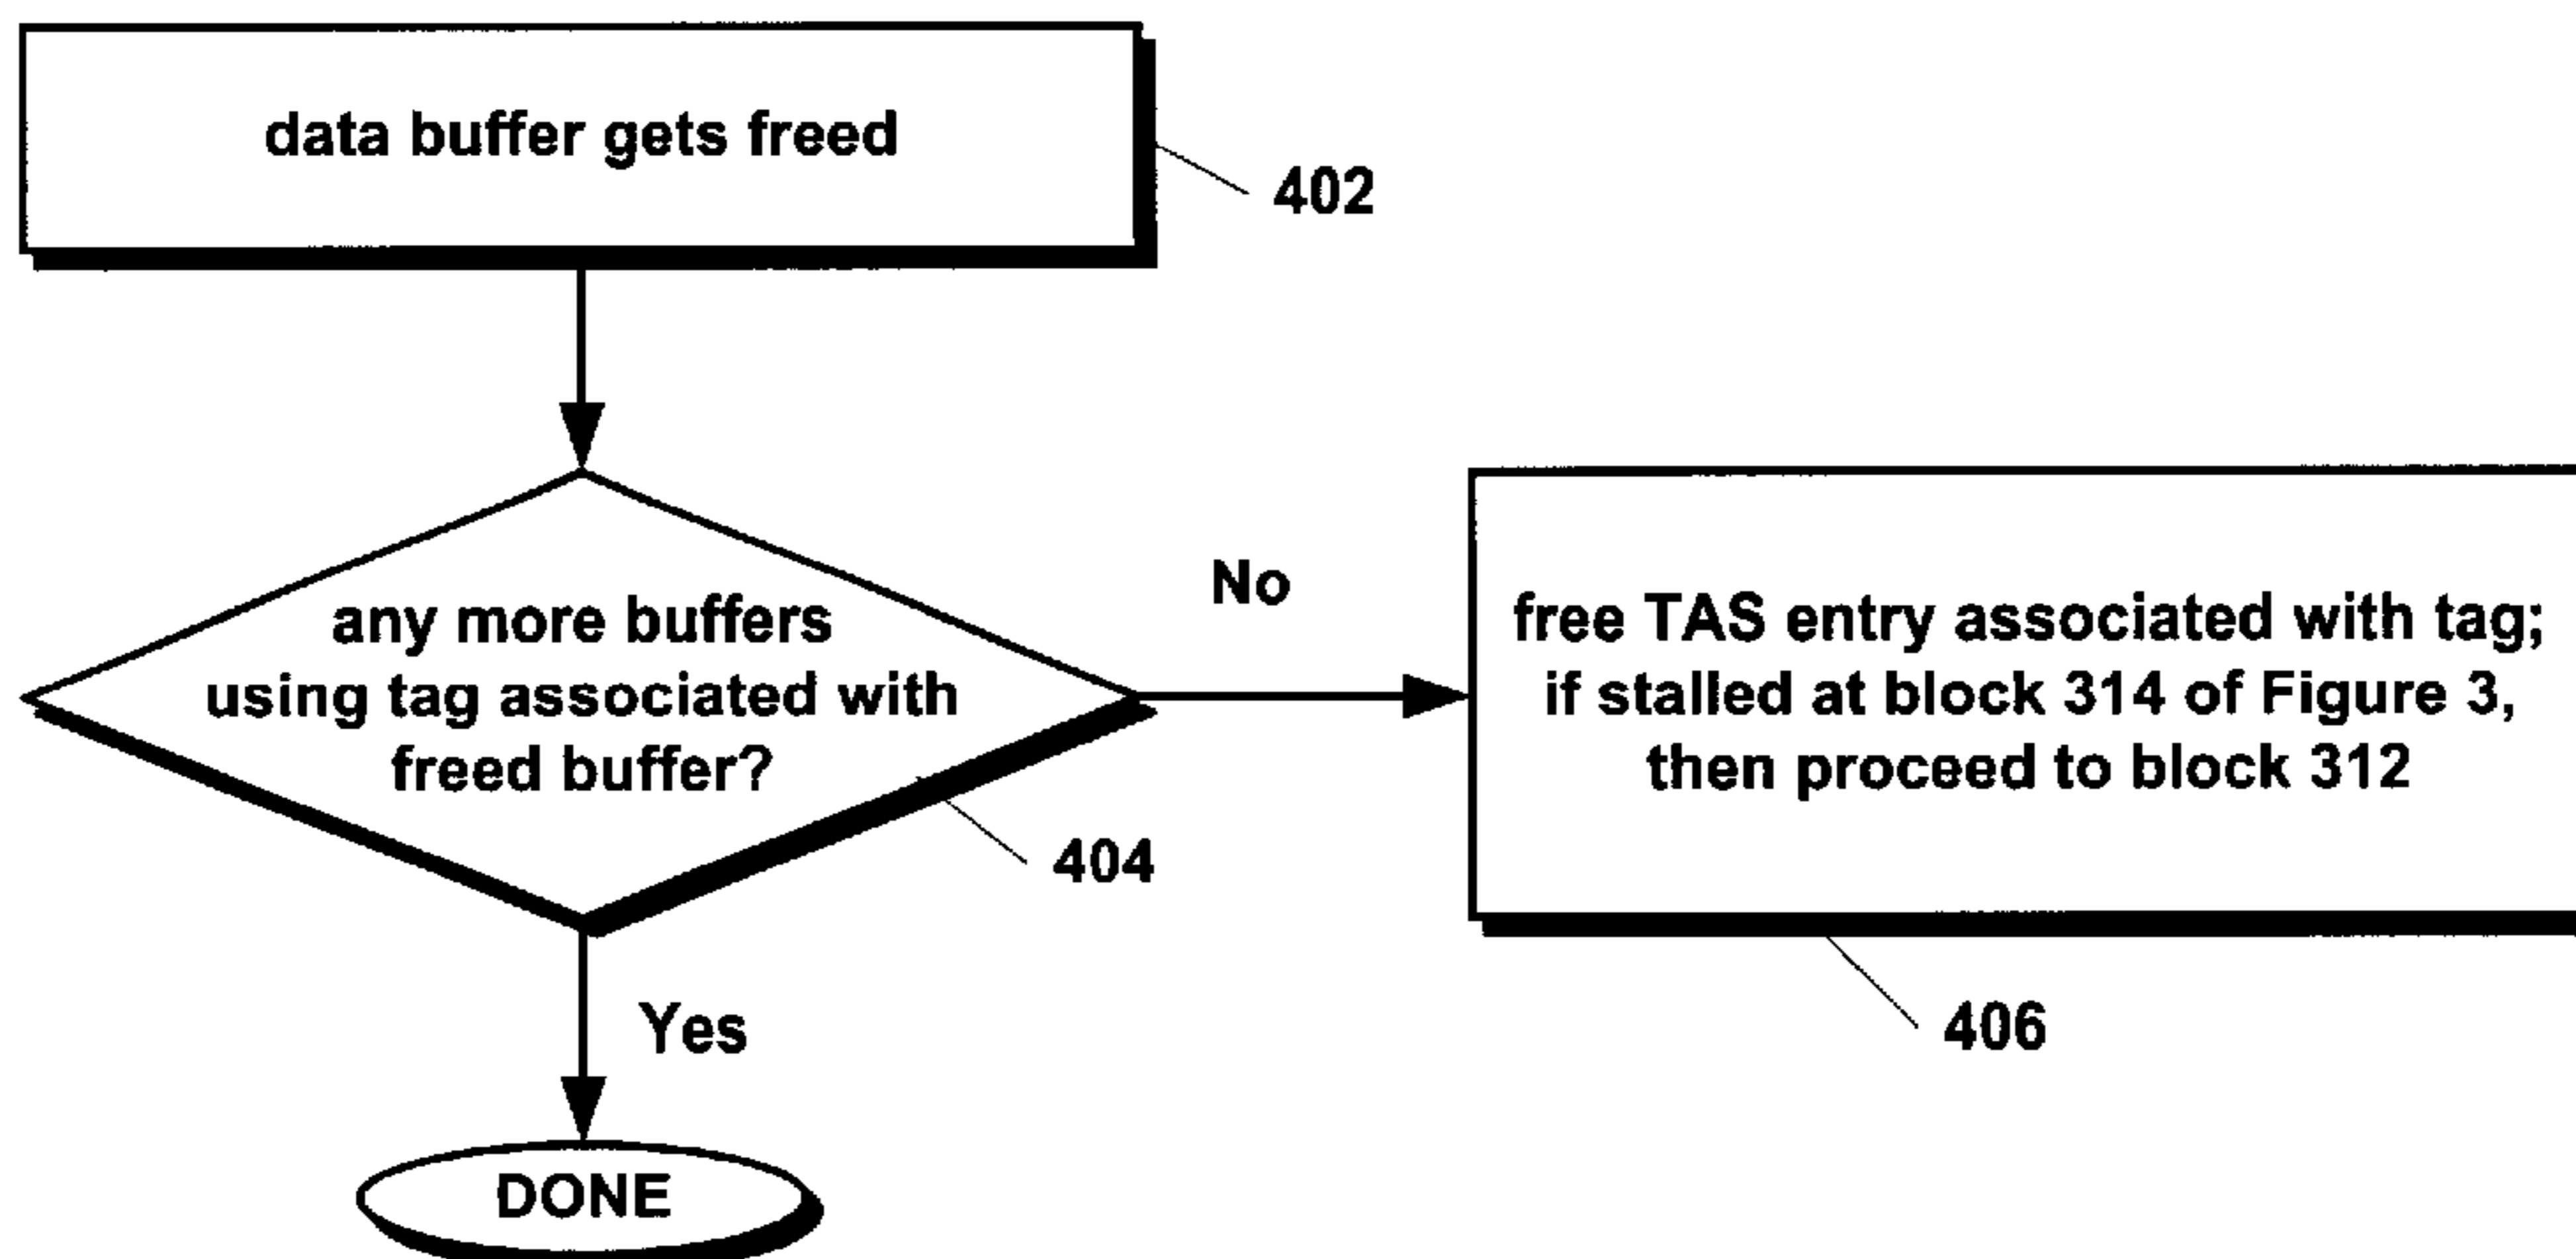 data buffer gets freed
402
any more buffers
using tag associated with
freed buffer?
404
No
free TAS entry associated with tag;
if stalled at block 314 of Figure 3,
then proceed to block 312
406
Yes
DONE